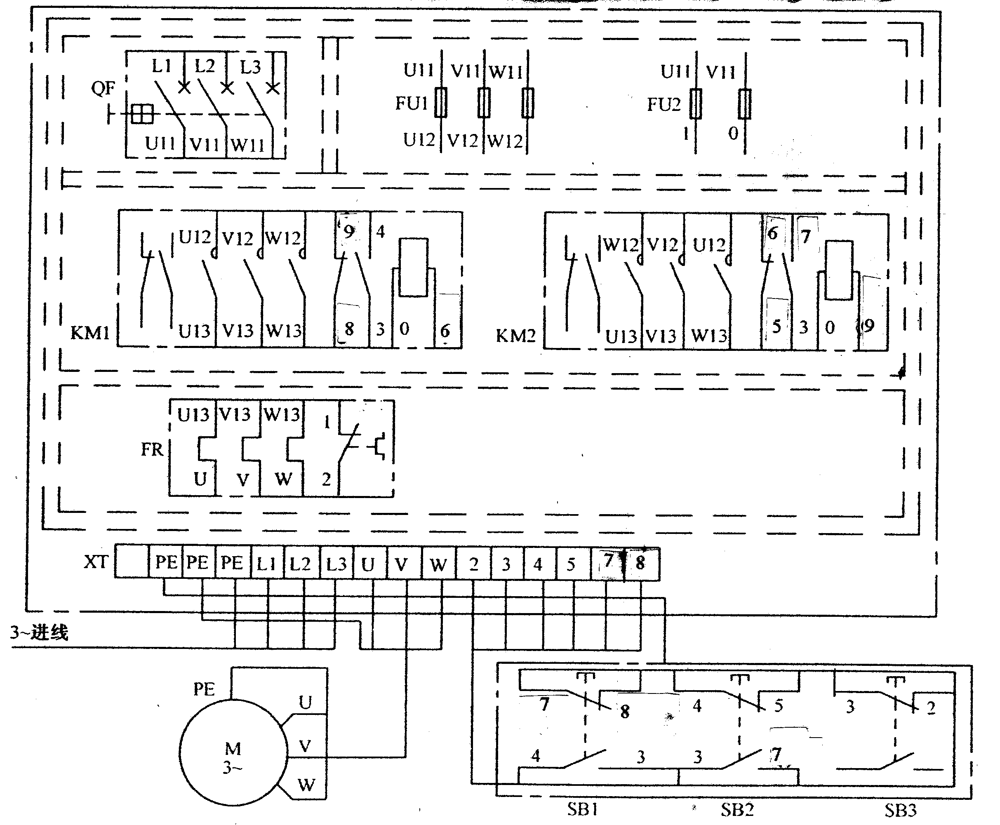 L1 L2 L3
QF
U11 V11 W11
U11 V11 W11
FU1
U12 V12 W12
U11 V11
FU2
1 0
U12 V12 W12 9 4
KM1 U13 V13 W13 8 3 0 6
W12 V12 U12 6 7
KM2 U13 V13 W13 5 3 0 9
U13 V13 W13 1
FR
U V W 2
XT PE PE PE L1 L2 L3 U V W 2 3 4 5 7 8
3~进线
PE
U
V
W
M
3~
7 8 4 5 3 2
4 3 3 7
SB1 SB2 SB3